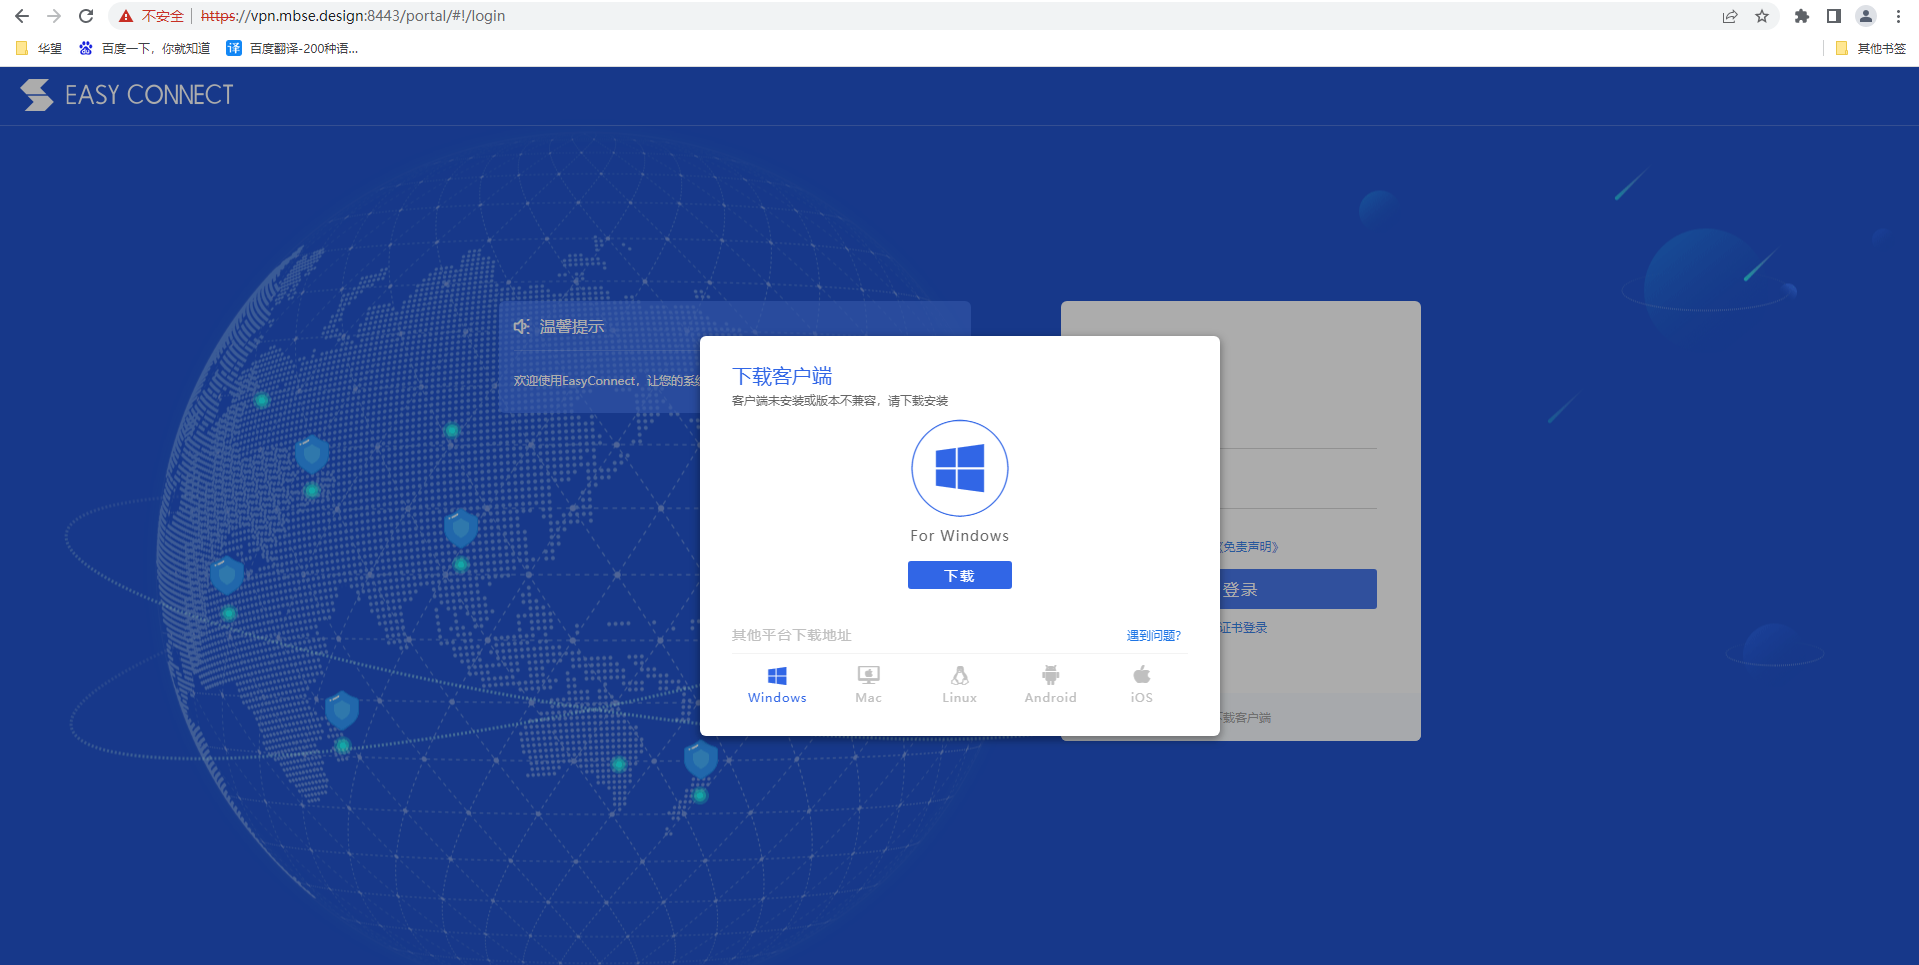 不安全
https://vpn.mbse.design:8443/portal/#!/login
华望
百度一下，你就知道
译
百度翻译-200种语...
其他书签
EASY CONNECT
温馨提示
欢迎使用EasyConnect，让您的系
下载客户端
客户端未安装或版本不兼容，请下载安装
For Windows
下载
其他平台下载地址
遇到问题?
Windows
Mac
Linux
Android
iOS
《免责声明》
登录
证书登录
下载客户端